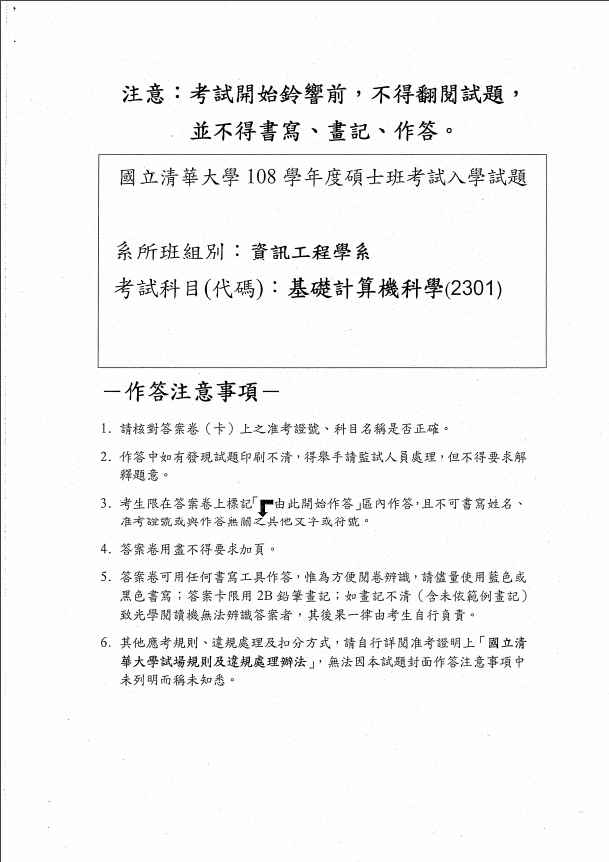 注意：考試開始鈴響前，不得翻閱試題，
並不得書寫、畫記、作答。
國立清華大學 108 學年度碩士班考試入學試題
系所班組別：資訊工程學系
考試科目(代碼)：基礎計算機科學(2301)
－作答注意事項－
1. 請核對答案卷（卡）上之准考證號、科目名稱是否正確。
2. 作答中如有發現試題印刷不清，得舉手請監試人員處理，但不得要求解
釋題意。
3. 考生限在答案卷上標記「由此開始作答」區內作答，且不可書寫姓名、
准考證號或與作答無關之其他文字或符號。
4. 答案卷用盡不得要求加頁。
5. 答案卷可用任何書寫工具作答，惟為方便閱卷辨識，請儘量使用藍色或
黑色書寫；答案卡限用 2B 鉛筆畫記；如畫記不清（含未依範例畫記）
致光學閱讀機無法辨識答案者，其後果一律由考生自行負責。
6. 其他應考規則、違規處理及扣分方式，請自行詳閱准考證明上「國立清
華大學試場規則及違規處理辦法」，無法因本試題封面作答注意事項中
未列明而稱未知悉。